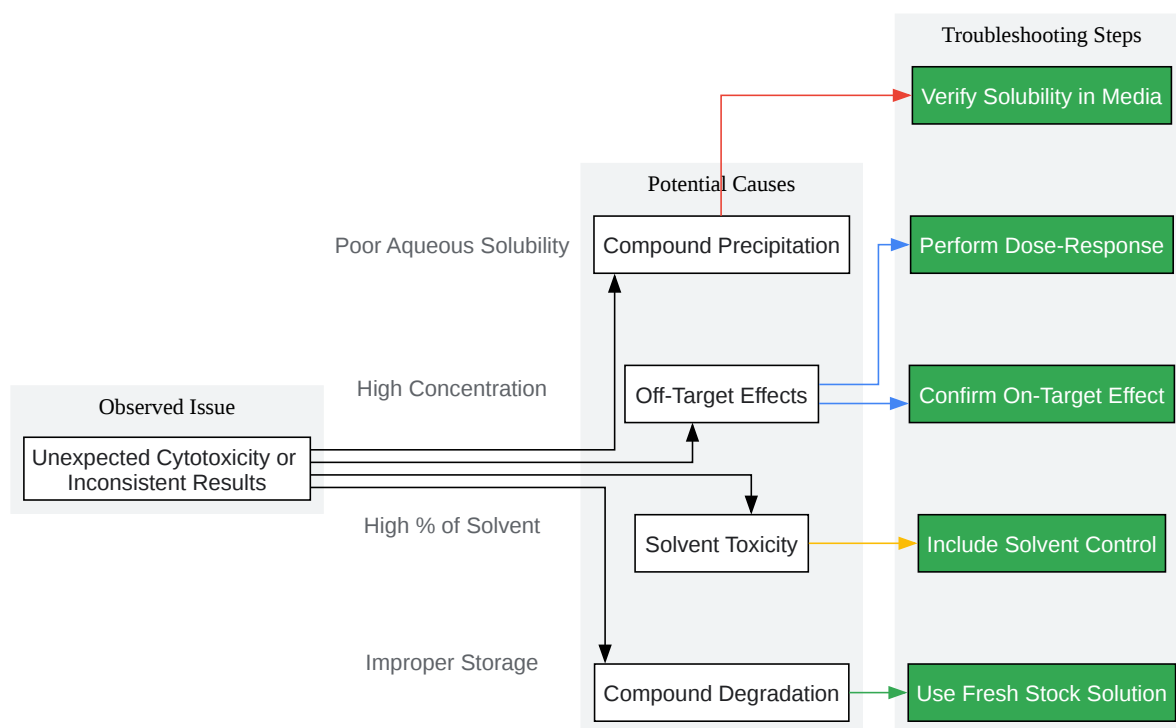 Troubleshooting Steps
Verify Solubility in Media
Potential Causes
Poor Aqueous Solubility
Compound Precipitation
Perform Dose-Response
High Concentration
Off-Target Effects
Confirm On-Target Effect
Observed Issue
Unexpected Cytotoxicity or
Inconsistent Results
High % of Solvent
Solvent Toxicity
Include Solvent Control
Improper Storage
Compound Degradation
Use Fresh Stock Solution